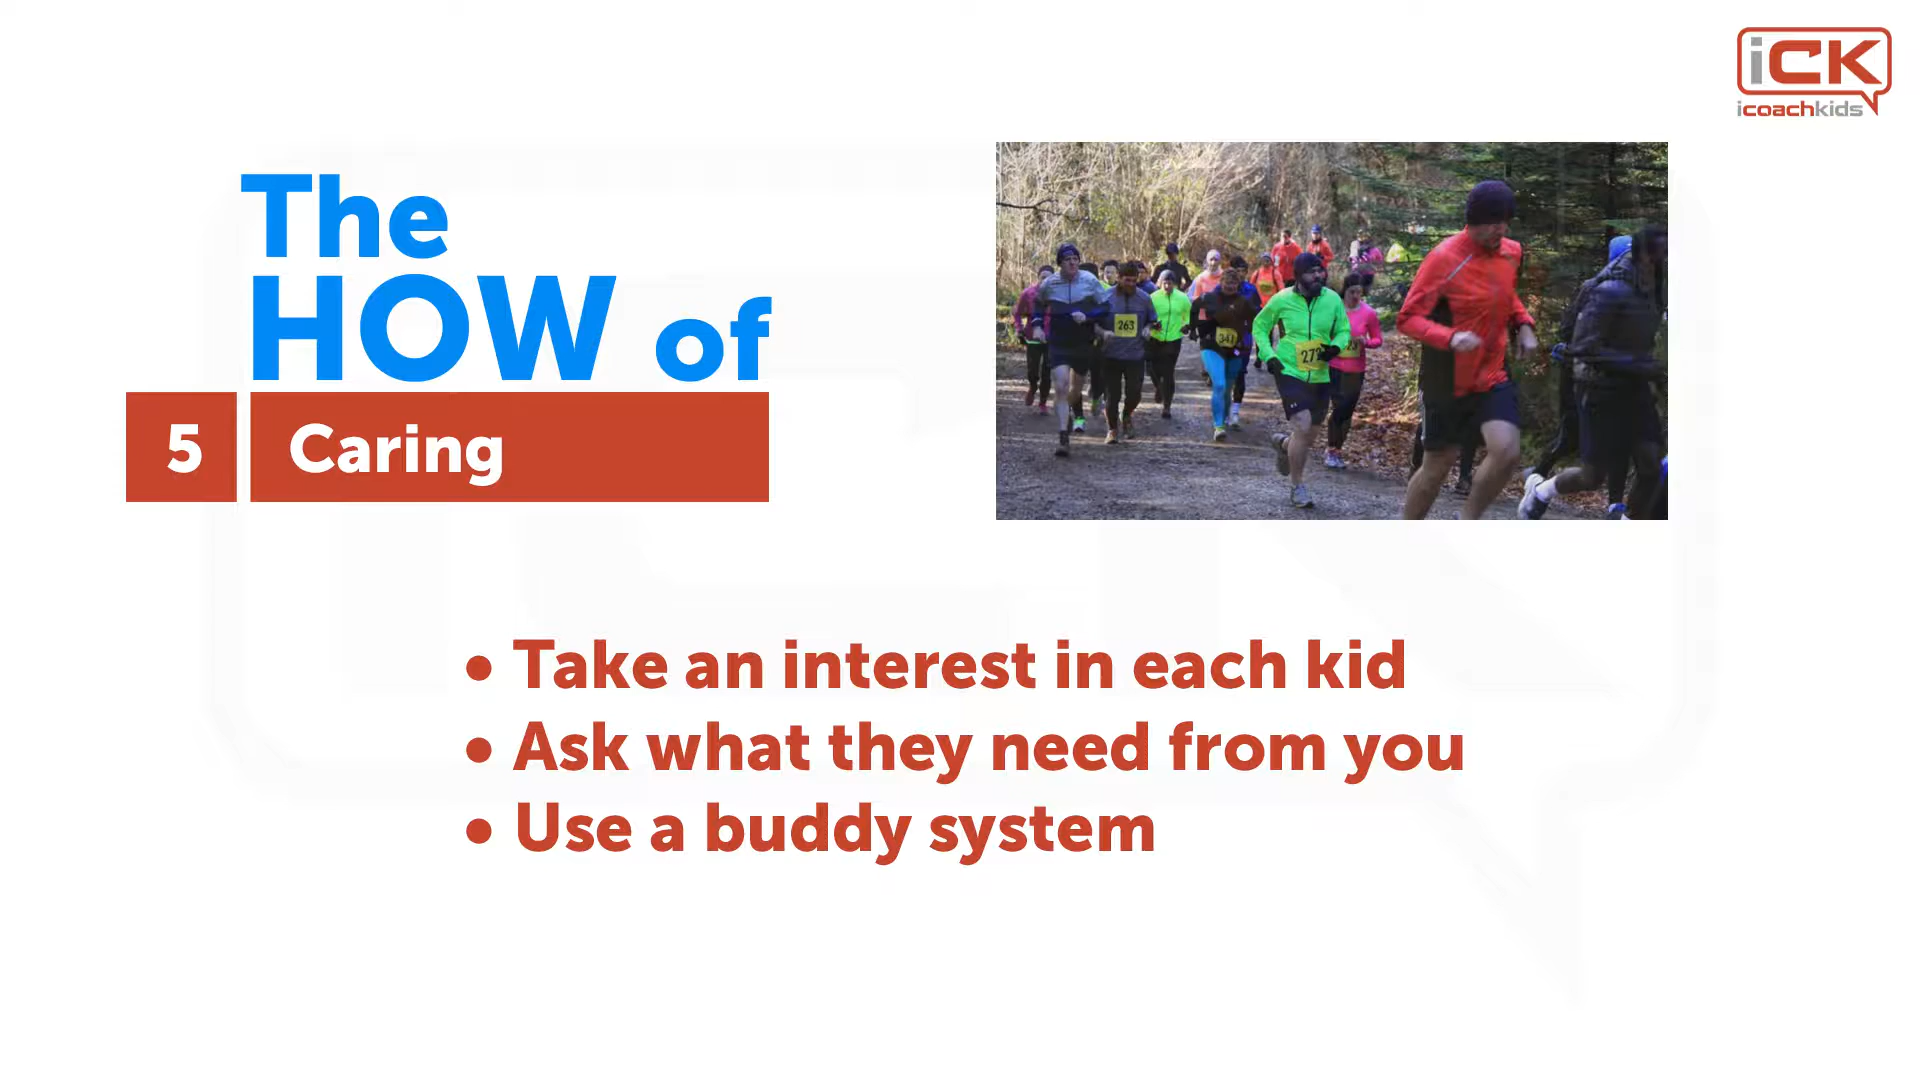 iCK
icoachkids
The
HOW of
5 Caring
263
341
• Take an interest in each kid
• Ask what they need from you
• Use a buddy system